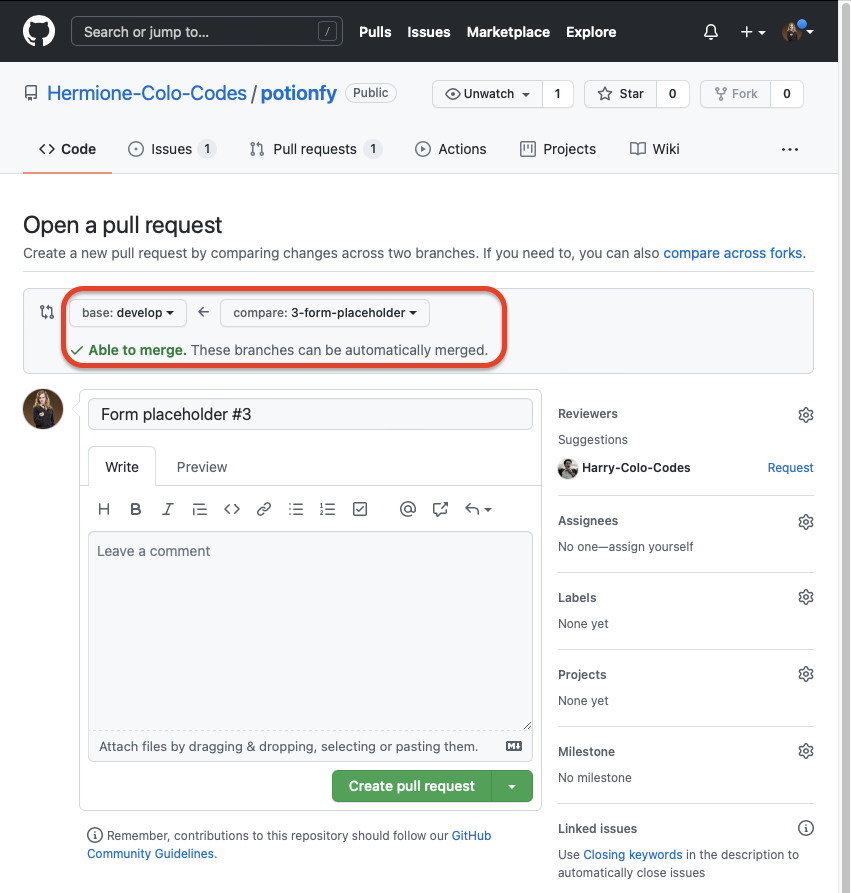 Search or jump to... /
Pulls Issues Marketplace Explore
Hermione-Colo-Codes / potionfy Public
Unwatch 1 Star 0 Fork 0
Code Issues 1 Pull requests 1 Actions Projects Wiki ...
Open a pull request
Create a new pull request by comparing changes across two branches. If you need to, you can also compare across forks.
base: develop ← compare: 3-form-placeholder
Able to merge. These branches can be automatically merged.
Form placeholder #3
Write Preview
H B I @
Leave a comment
Attach files by dragging & dropping, selecting or pasting them.
Create pull request
Remember, contributions to this repository should follow our GitHub
Community Guidelines.
Reviewers
Suggestions
Harry-Colo-Codes Request
Assignees
No one—assign yourself
Labels
None yet
Projects
None yet
Milestone
No milestone
Linked issues
Use Closing keywords in the description to
automatically close issues